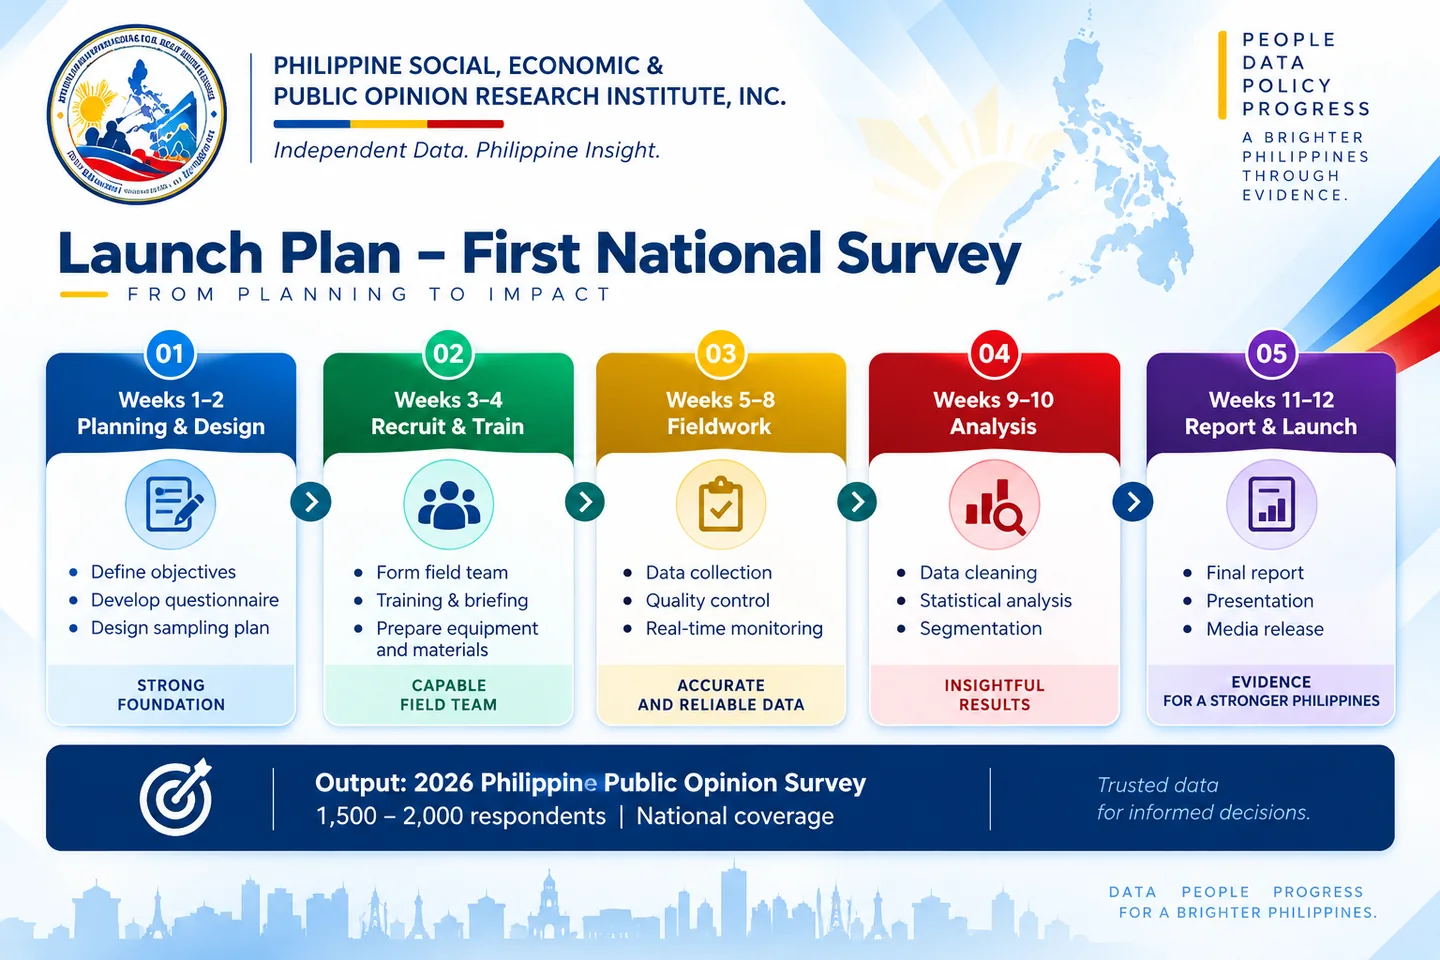 PHILIPPINE SOCIAL, ECONOMIC &
PUBLIC OPINION RESEARCH INSTITUTE, INC.
Independent Data. Philippine Insight.
PEOPLE
DATA
POLICY
PROGRESS
A BRIGHTER
PHILIPPINES
THROUGH
EVIDENCE.
Launch Plan – First National Survey
FROM PLANNING TO IMPACT
01
Weeks 1–2
Planning & Design
• Define objectives
• Develop questionnaire
• Design sampling plan
STRONG
FOUNDATION
02
Weeks 3–4
Recruit & Train
• Form field team
• Training & briefing
• Prepare equipment
and materials
CAPABLE
FIELD TEAM
03
Weeks 5–8
Fieldwork
• Data collection
• Quality control
• Real-time monitoring
ACCURATE
AND RELIABLE DATA
04
Weeks 9–10
Analysis
• Data cleaning
• Statistical analysis
• Segmentation
INSIGHTFUL
RESULTS
05
Weeks 11–12
Report & Launch
• Final report
• Presentation
• Media release
EVIDENCE
FOR A STRONGER PHILIPPINES
Output: 2026 Philippine Public Opinion Survey
1,500 – 2,000 respondents | National coverage
Trusted data
for informed decisions.
DATA PEOPLE PROGRESS
FOR A BRIGHTER PHILIPPINES.